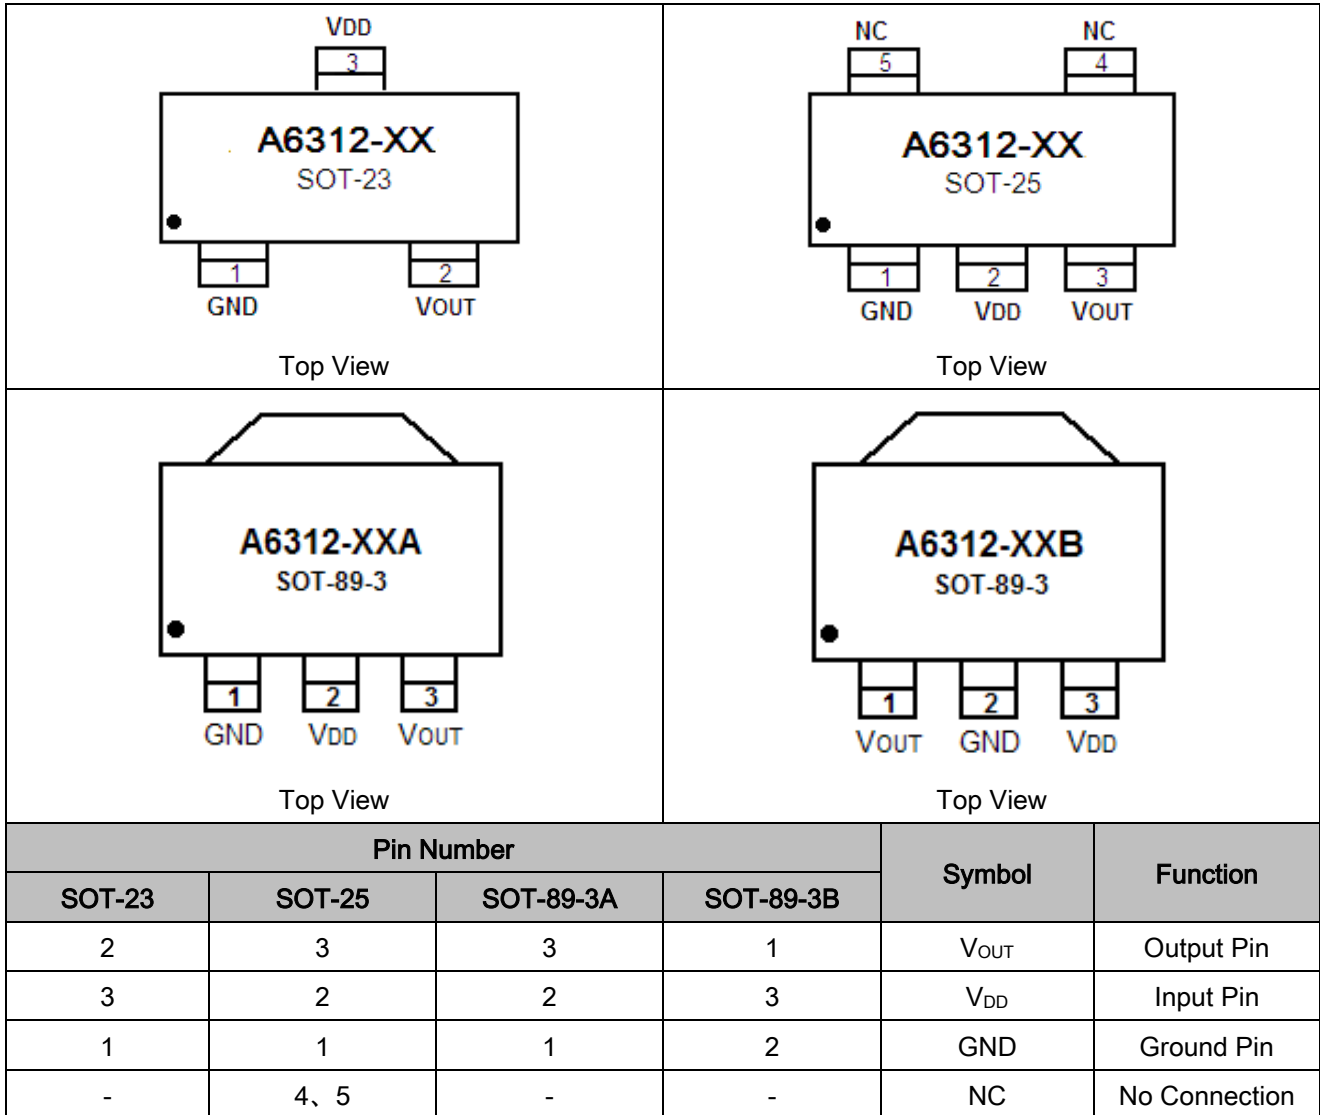 VDD
3
A6312-XX
SOT-23
1 2
GND VOUT
Top View
NC NC
5 4
A6312-XX
SOT-25
1 2 3
GND VDD VOUT
Top View
A6312-XXA
SOT-89-3
1 2 3
GND VDD VOUT
Top View
A6312-XXB
SOT-89-3
1 2 3
VOUT GND VDD
Top View
Pin Number Symbol Function
SOT-23 SOT-25 SOT-89-3A SOT-89-3B
2 3 3 1 VOUT Output Pin
3 2 2 3 VDD Input Pin
1 1 1 2 GND Ground Pin
- 4、5 - - NC No Connection